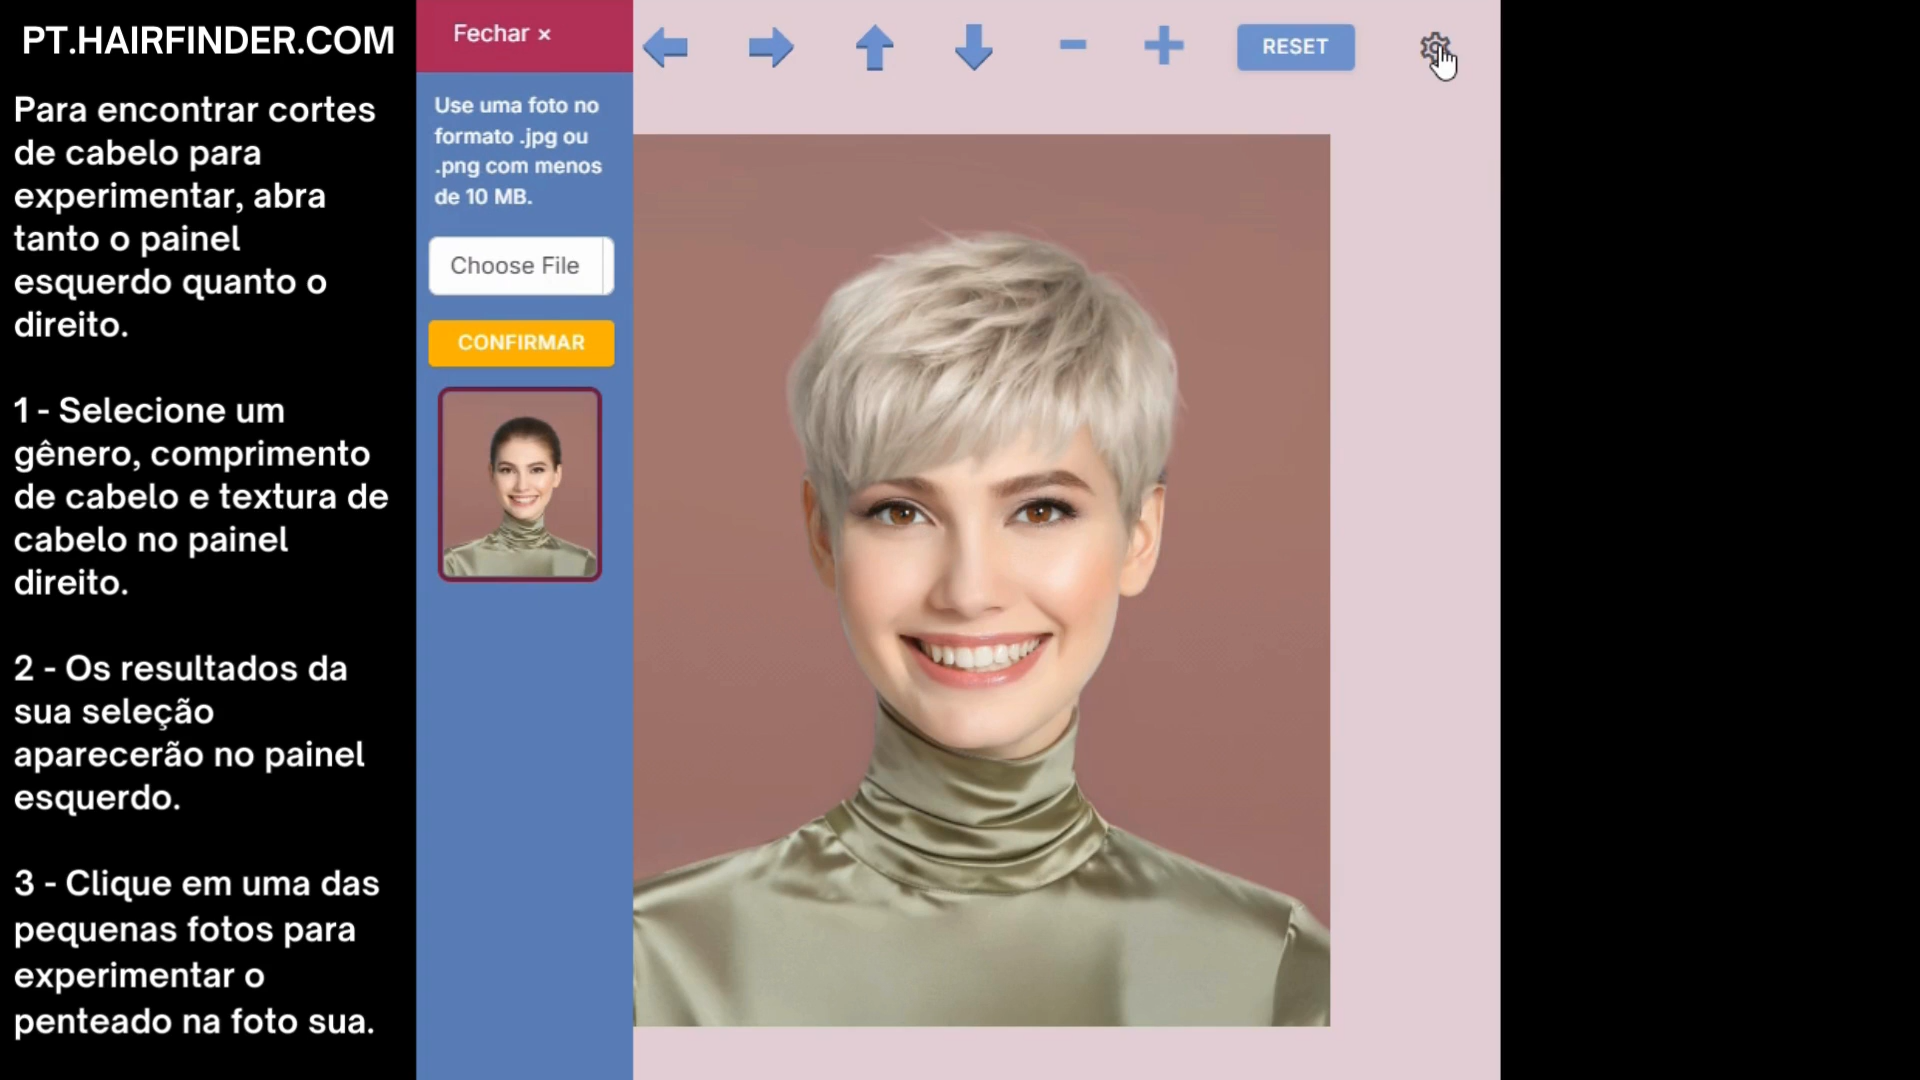 PT.HAIRFINDER.COM
Para encontrar cortes
de cabelo para
experimentar, abra
tanto o painel
esquerdo quanto o
direito.
1 - Selecione um
gênero, comprimento
de cabelo e textura de
cabelo no painel
direito.
2 - Os resultados da
sua seleção
aparecerão no painel
esquerdo.
3 - Clique em uma das
pequenas fotos para
experimentar o
penteado na foto sua.
Fechar ×
Use uma foto no
formato .jpg ou
.png com menos
de 10 MB.
Choose File
CONFIRMAR
RESET